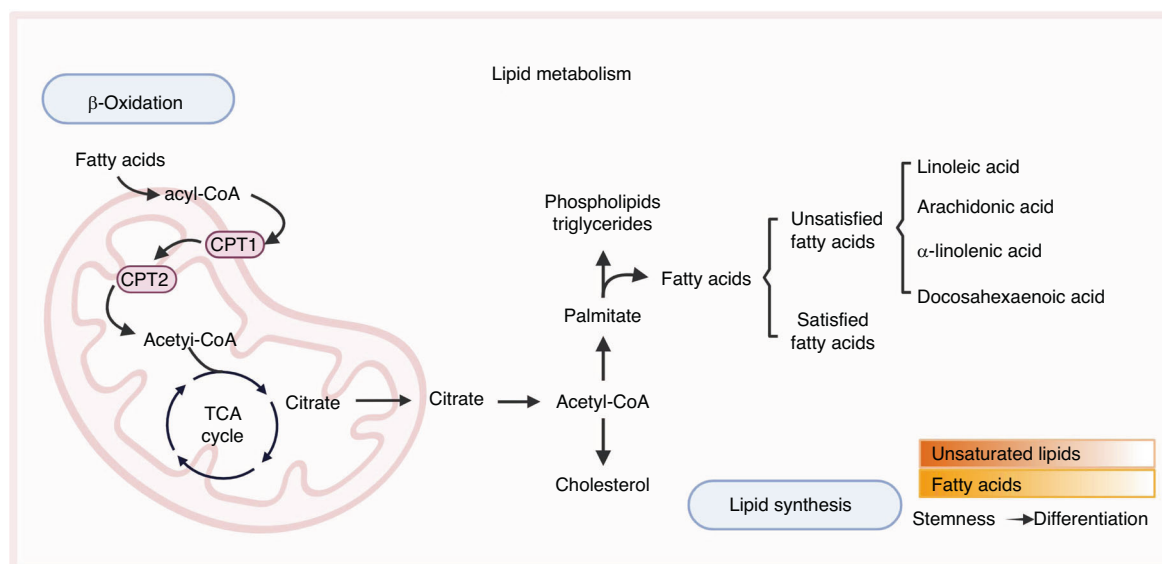 Lipid metabolism
β-Oxidation
Fatty acids
acyl-CoA
CPT1
CPT2
Acetyi-CoA
TCA
cycle
Citrate
Citrate
Acetyl-CoA
Cholesterol
Palmitate
Phospholipids
triglycerides
Fatty acids
Unsatisfied
fatty acids
Satisfied
fatty acids
Linoleic acid
Arachidonic acid
α-linolenic acid
Docosahexaenoic acid
Lipid synthesis
Unsaturated lipids
Fatty acids
Stemness → Differentiation